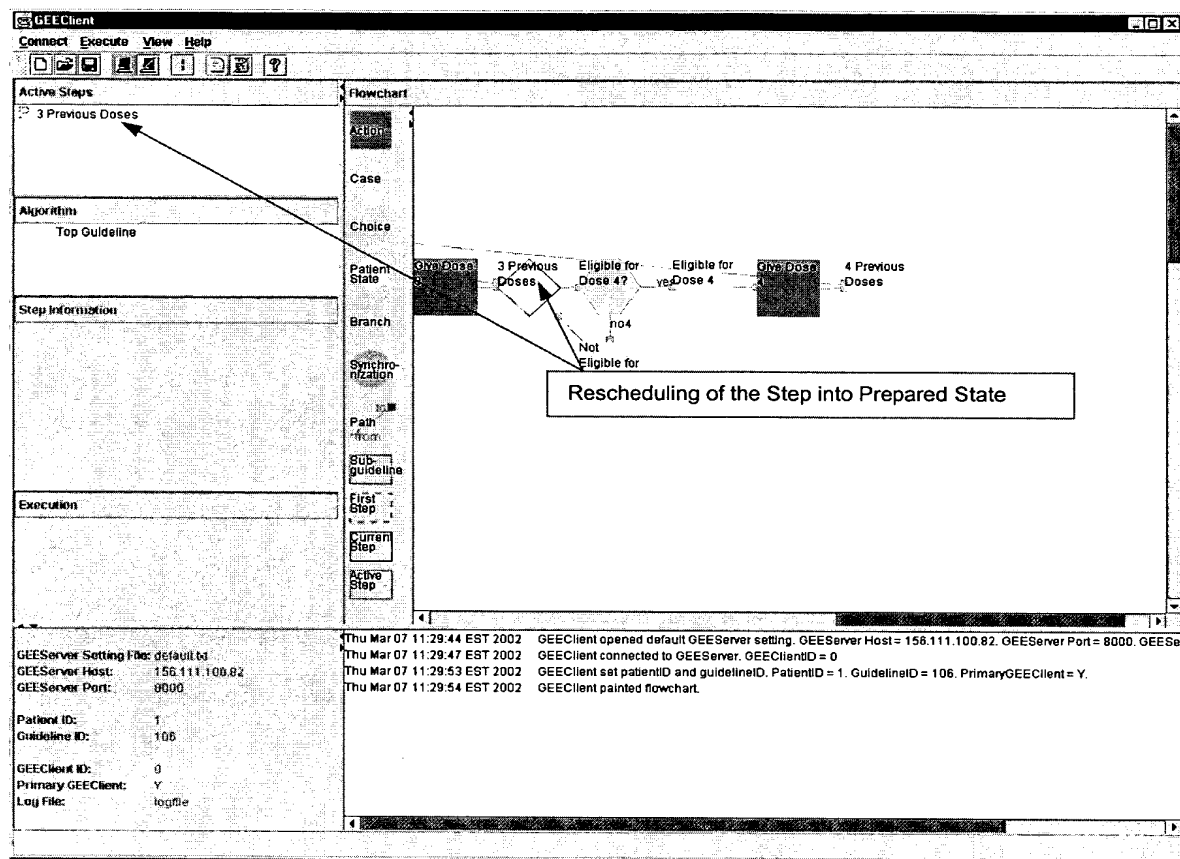 GEEClient
Connect Execute View Help
Active Steps
3 Previous Doses
Algorithm
Top Guideline
Step Information
Execution
Flowchart
Action
Case
Choice
Patient
State
Branch
Synchro-
nization
to
Path
from
Sub-
guideline
First
Step
Current
Step
Active
Step
Give Dose
3 Previous
Doses
Eligible for
Dose 4?
yes
Eligible for
Dose 4
Give Dose
4
4 Previous
Doses
no4
Not
Eligible for
Rescheduling of the Step into Prepared State
GEEServer Setting File: default.txt
GEEServer Host: 156.111.100.82
GEEServer Port: 8000
Patient ID: 1
Guideline ID: 106
GEEClient ID: 0
Primary GEEClient: Y
Log File: logfile
Thu Mar 07 11:29:44 EST 2002 GEEClient opened default GEEServer setting. GEEServer Host = 156.111.100.82. GEEServer Port = 8000. GEESe
Thu Mar 07 11:29:47 EST 2002 GEEClient connected to GEEServer. GEEClientID = 0
Thu Mar 07 11:29:53 EST 2002 GEEClient set patientID and guidelineID. PatientID = 1. GuidelineID = 106. PrimaryGEEClient = Y.
Thu Mar 07 11:29:54 EST 2002 GEEClient painted flowchart.